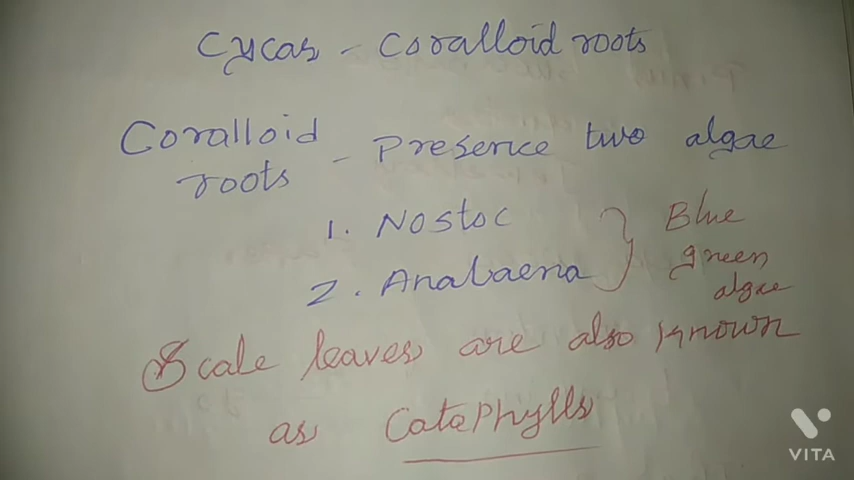 Cycas - Coralloid roots
Coralloid roots - Presence two algae
1. Nostoc
2. Anabaena } Blue green algae
Scale leaves are also known
as Cataphylls
VITA